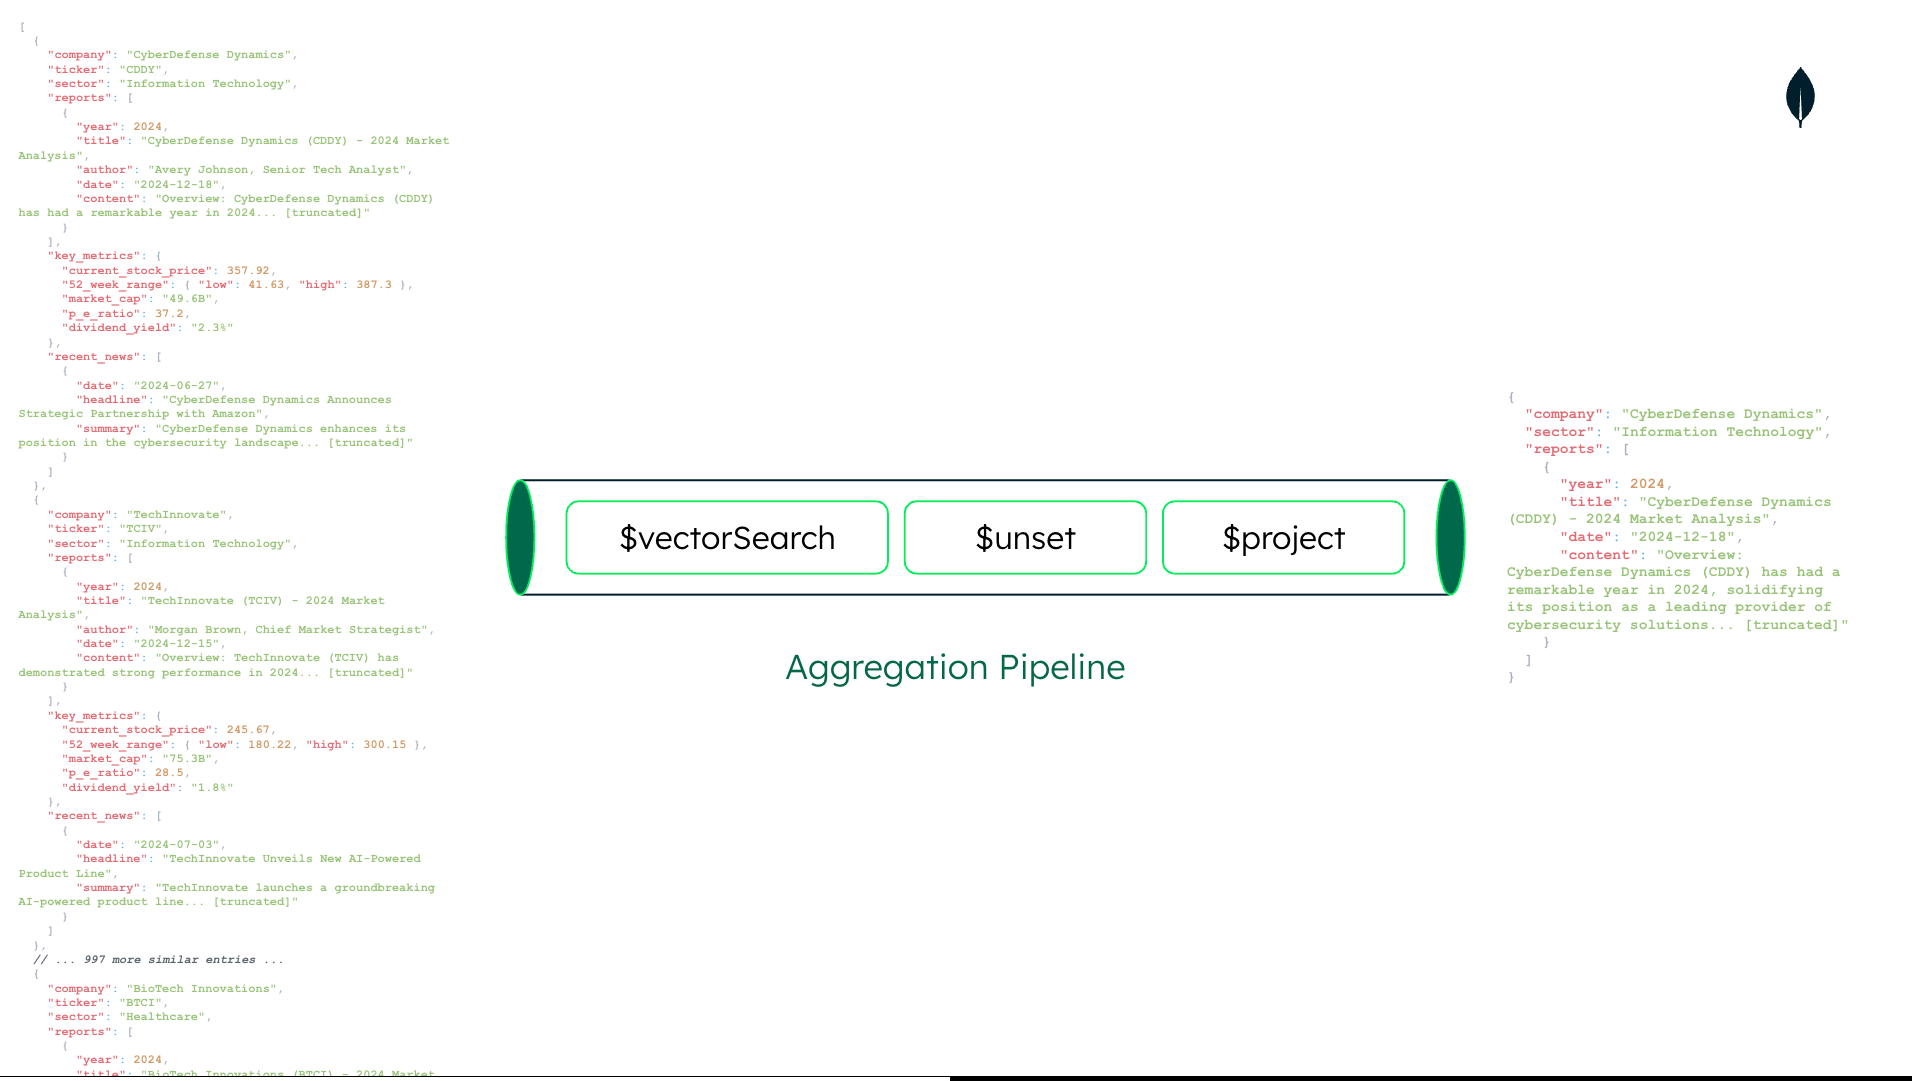 [
{
"company": "CyberDefense Dynamics",
"ticker": "CDDY",
"sector": "Information Technology",
"reports": [
{
"year": 2024,
"title": "CyberDefense Dynamics (CDDY) - 2024 Market
Analysis",
"author": "Avery Johnson, Senior Tech Analyst",
"date": "2024-12-18",
"content": "Overview: CyberDefense Dynamics (CDDY)
has had a remarkable year in 2024... [truncated]"
}
],
"key_metrics": {
"current_stock_price": 357.92,
"52_week_range": { "low": 41.63, "high": 387.3 },
"market_cap": "49.6B",
"p_e_ratio": 37.2,
"dividend_yield": "2.3%"
},
"recent_news": [
{
"date": "2024-06-27",
"headline": "CyberDefense Dynamics Announces
Strategic Partnership with Amazon",
"summary": "CyberDefense Dynamics enhances its
position in the cybersecurity landscape... [truncated]"
}
]
},
{
"company": "TechInnovate",
"ticker": "TCIV",
"sector": "Information Technology",
"reports": [
{
"year": 2024,
"title": "TechInnovate (TCIV) - 2024 Market
Analysis",
"author": "Morgan Brown, Chief Market Strategist",
"date": "2024-12-15",
"content": "Overview: TechInnovate (TCIV) has
demonstrated strong performance in 2024... [truncated]"
}
],
"key_metrics": {
"current_stock_price": 245.67,
"52_week_range": { "low": 180.22, "high": 300.15 },
"market_cap": "75.3B",
"p_e_ratio": 28.5,
"dividend_yield": "1.8%"
},
"recent_news": [
{
"date": "2024-07-03",
"headline": "TechInnovate Unveils New AI-Powered
Product Line",
"summary": "TechInnovate launches a groundbreaking
AI-powered product line... [truncated]"
}
]
},
// ... 997 more similar entries ...
{
"company": "BioTech Innovations",
"ticker": "BTCI",
"sector": "Healthcare",
"reports": [
{
"year": 2024,
"title": "BioTech Innovations (BTCI) - 2024 Market
$vectorSearch
$unset
$project
Aggregation Pipeline
{
"company": "CyberDefense Dynamics",
"sector": "Information Technology",
"reports": [
{
"year": 2024,
"title": "CyberDefense Dynamics
(CDDY) - 2024 Market Analysis",
"date": "2024-12-18",
"content": "Overview:
CyberDefense Dynamics (CDDY) has had a
remarkable year in 2024, solidifying
its position as a leading provider of
cybersecurity solutions... [truncated]"
}
]
}